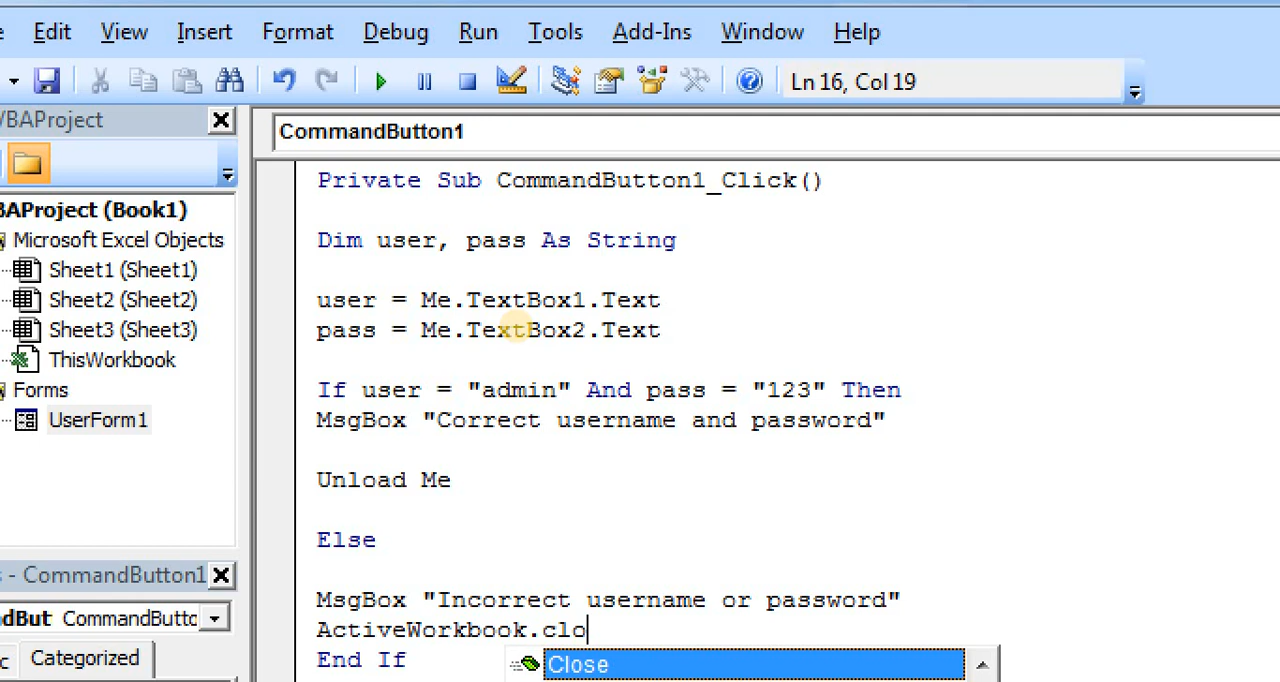 Edit View Insert Format Debug Run Tools Add-Ins Window Help
Ln 16, Col 19
VBAProject
CommandButton1
BAProject (Book1)
Microsoft Excel Objects
Sheet1 (Sheet1)
Sheet2 (Sheet2)
Sheet3 (Sheet3)
ThisWorkbook
Forms
UserForm1
Private Sub CommandButton1_Click()
Dim user, pass As String
user = Me.TextBox1.Text
pass = Me.TextBox2.Text
If user = "admin" And pass = "123" Then
MsgBox "Correct username and password"
Unload Me
Else
MsgBox "Incorrect username or password"
ActiveWorkbook.clo
End If
Close
s - CommandButton1
dBut CommandButto
c Categorized